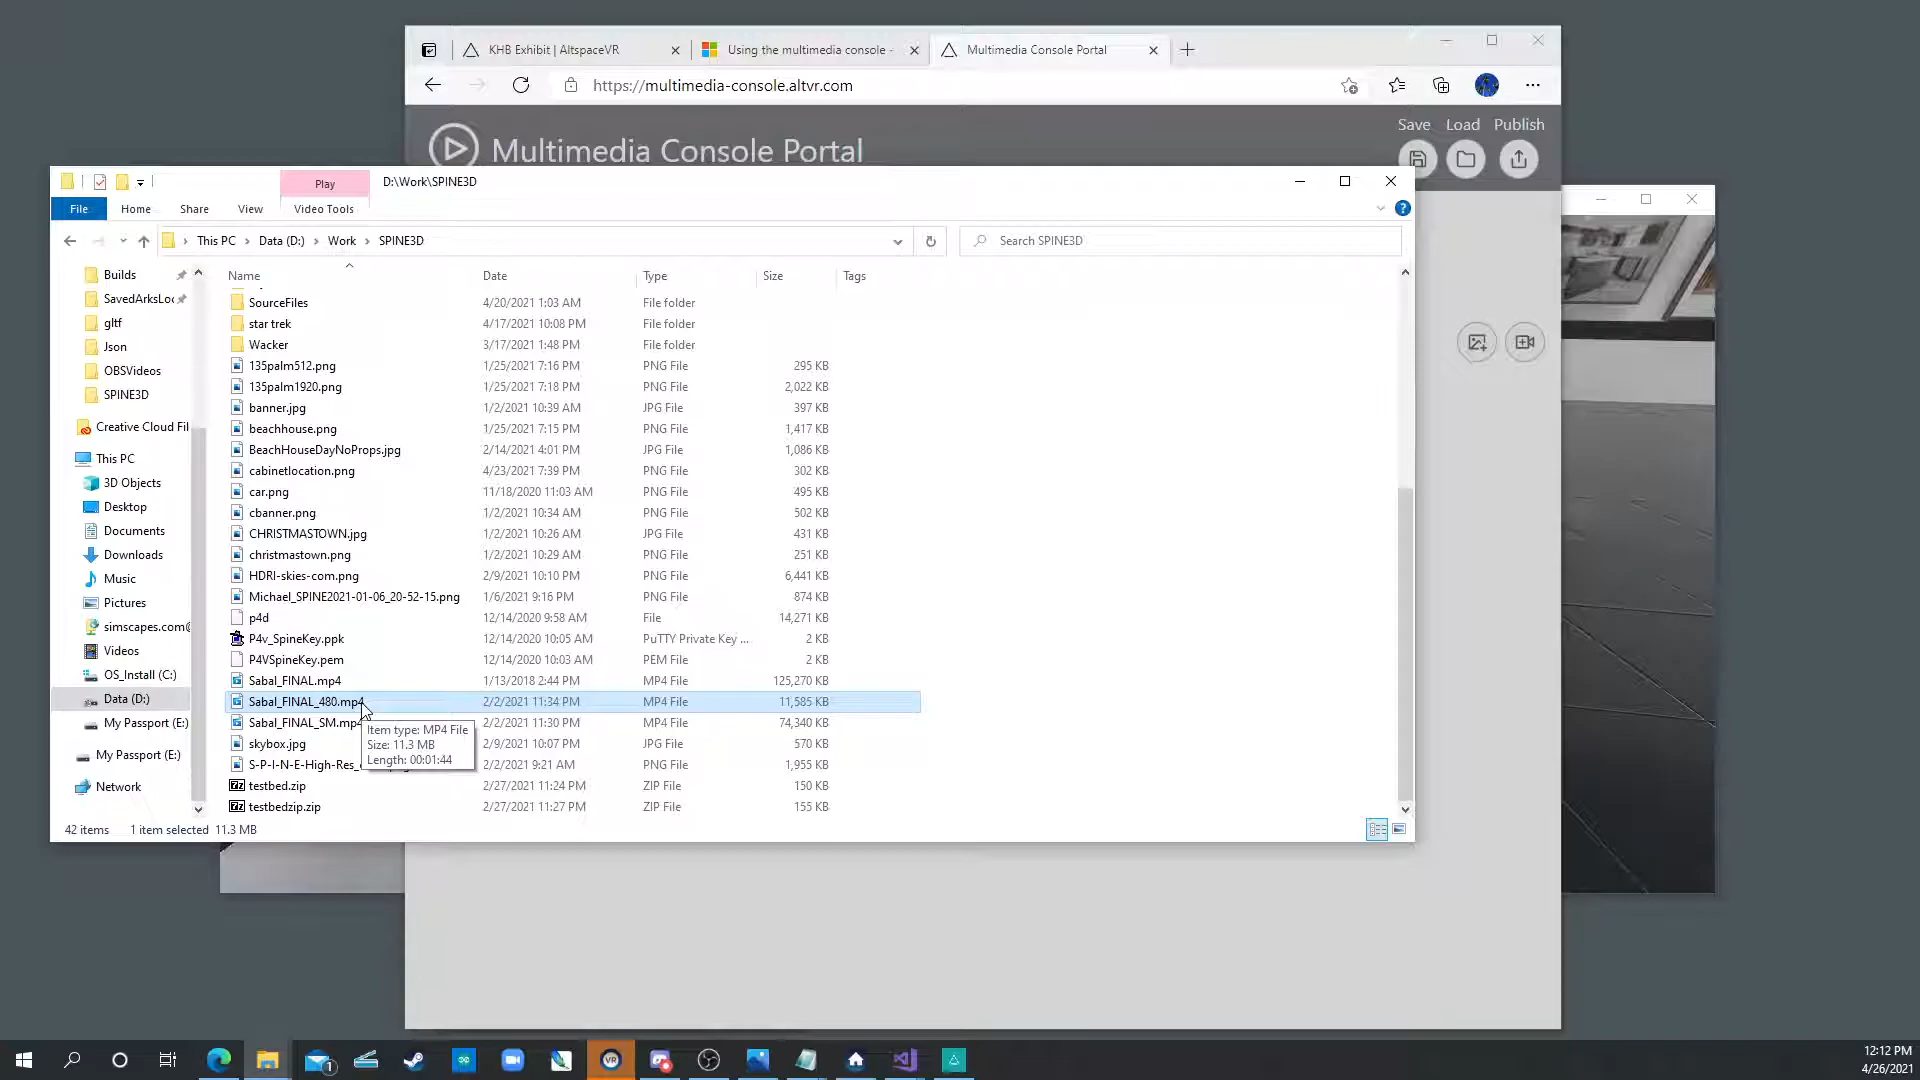 KHB Exhibit | AltspaceVR
Using the multimedia console -
Multimedia Console Portal
https://multimedia-console.altvr.com
Save Load Publish
Multimedia Console Portal
Play
D:\Work\SPINE3D
File Home Share View Video Tools
This PC > Data (D:) > Work > SPINE3D
Search SPINE3D
Name Date Type Size Tags
Builds
SavedArksLoc
gltf
Json
OBSVideos
SPINE3D
Creative Cloud Fil
This PC
3D Objects
Desktop
Documents
Downloads
Music
Pictures
simscapes.com@
Videos
OS_Install (C:)
Data (D:)
My Passport (E:)
My Passport (E:)
Network
SourceFiles 4/20/2021 1:03 AM File folder
star trek 4/17/2021 10:08 PM File folder
Wacker 3/17/2021 1:48 PM File folder
135palm512.png 1/25/2021 7:16 PM PNG File 295 KB
135palm1920.png 1/25/2021 7:18 PM PNG File 2,022 KB
banner.jpg 1/2/2021 10:39 AM JPG File 397 KB
beachhouse.png 1/25/2021 7:15 PM PNG File 1,417 KB
BeachHouseDayNoProps.jpg 2/14/2021 4:01 PM JPG File 1,086 KB
cabinetlocation.png 4/23/2021 7:39 PM PNG File 302 KB
car.png 11/18/2020 11:03 AM PNG File 495 KB
cbanner.png 1/2/2021 10:34 AM PNG File 502 KB
CHRISTMASTOWN.jpg 1/2/2021 10:26 AM JPG File 431 KB
christmastown.png 1/2/2021 10:29 AM PNG File 251 KB
HDRI-skies-com.png 2/9/2021 10:10 PM PNG File 6,441 KB
Michael_SPINE2021-01-06_20-52-15.png 1/6/2021 9:16 PM PNG File 874 KB
p4d 12/14/2020 9:58 AM File 14,271 KB
P4v_SpineKey.ppk 12/14/2020 10:05 AM PuTTY Private Key ... 2 KB
P4VSpineKey.pem 12/14/2020 10:03 AM PEM File 2 KB
Sabal_FINAL.mp4 1/13/2018 2:44 PM MP4 File 125,270 KB
Sabal_FINAL_480.mp4 2/2/2021 11:34 PM MP4 File 11,585 KB
Sabal_FINAL_SM.mp4 2/2/2021 11:30 PM MP4 File 74,340 KB
skybox.jpg 2/9/2021 10:07 PM JPG File 570 KB
S-P-I-N-E-High-Res_ 2/2/2021 9:21 AM PNG File 1,955 KB
testbed.zip 2/27/2021 11:24 PM ZIP File 150 KB
testbedzip.zip 2/27/2021 11:27 PM ZIP File 155 KB
Item type: MP4 File
Size: 11.3 MB
Length: 00:01:44
42 items 1 item selected 11.3 MB
VR
1
12:12 PM
4/26/2021